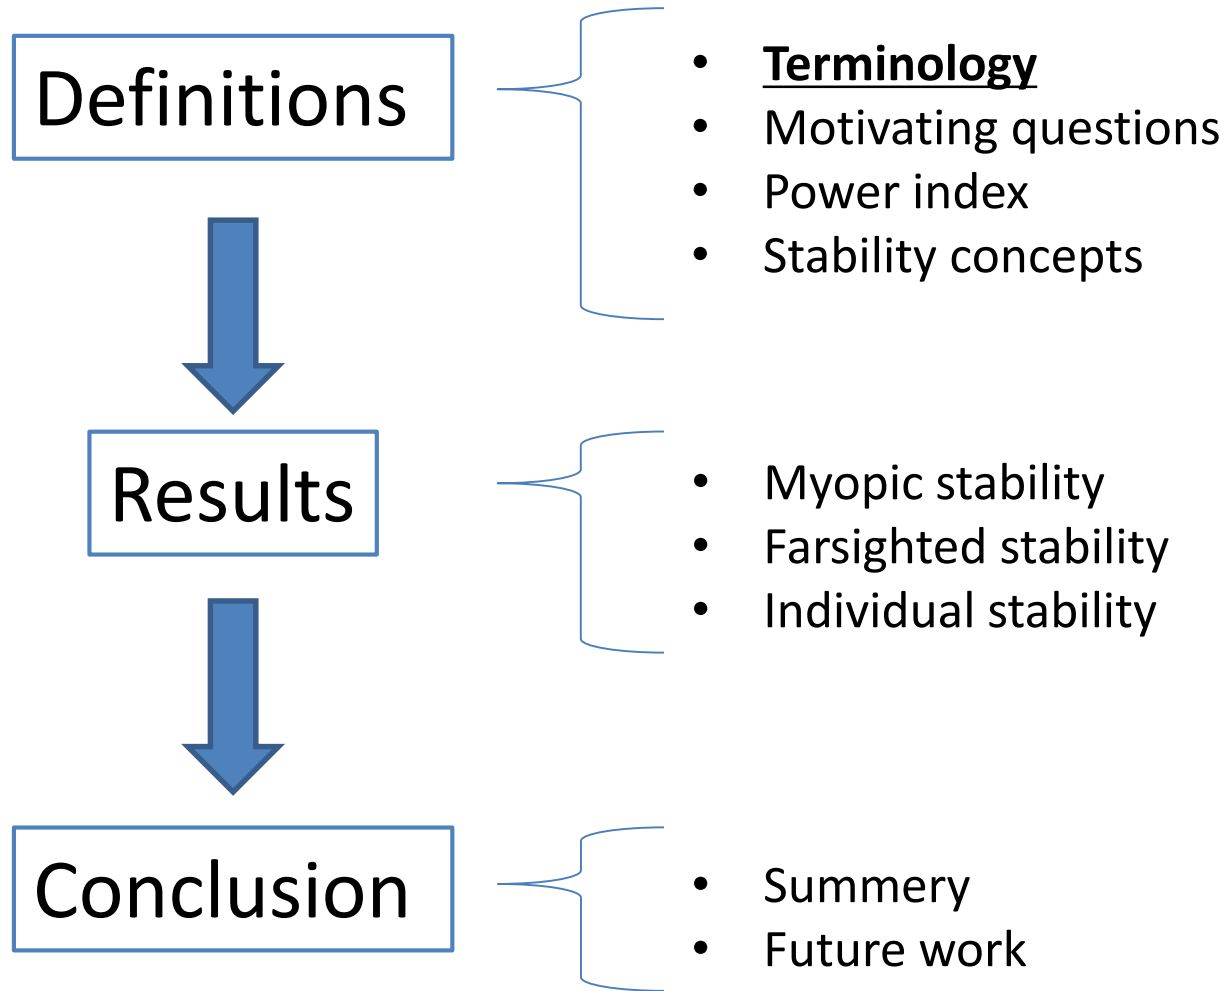 Definitions
• Terminology
• Motivating questions
• Power index
• Stability concepts
Results
• Myopic stability
• Farsighted stability
• Individual stability
Conclusion
• Summery
• Future work